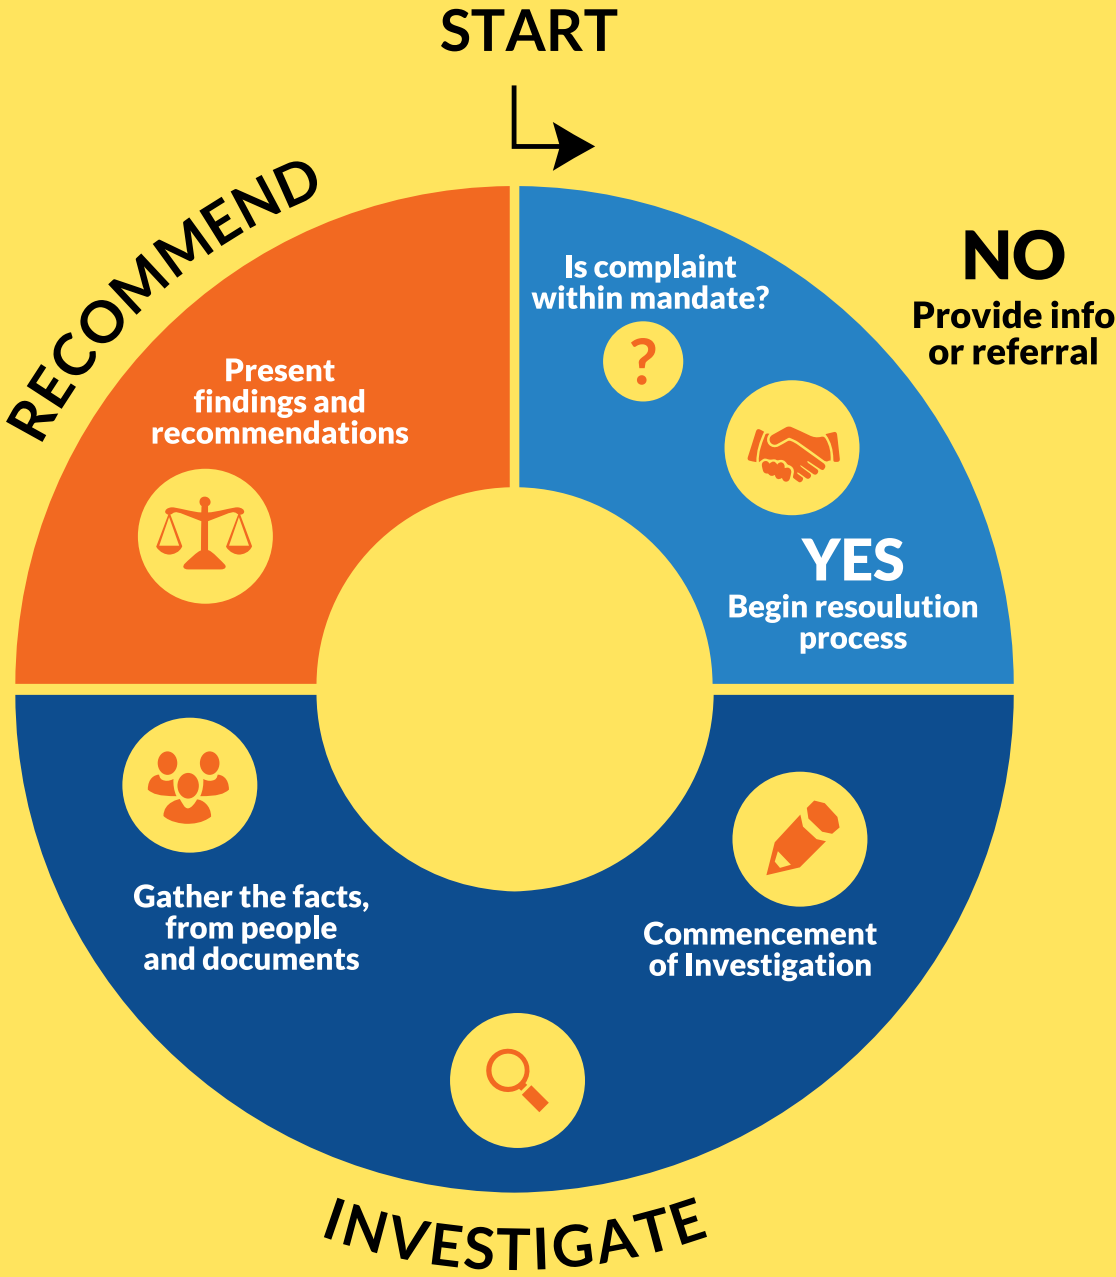 START
Is complaint
within mandate?
?
NO
Provide info
or referral
YES
Begin resoulution
process
Commencement
of Investigation
INVESTIGATE
Gather the facts,
from people
and documents
RECOMMEND
Present
findings and
recommendations